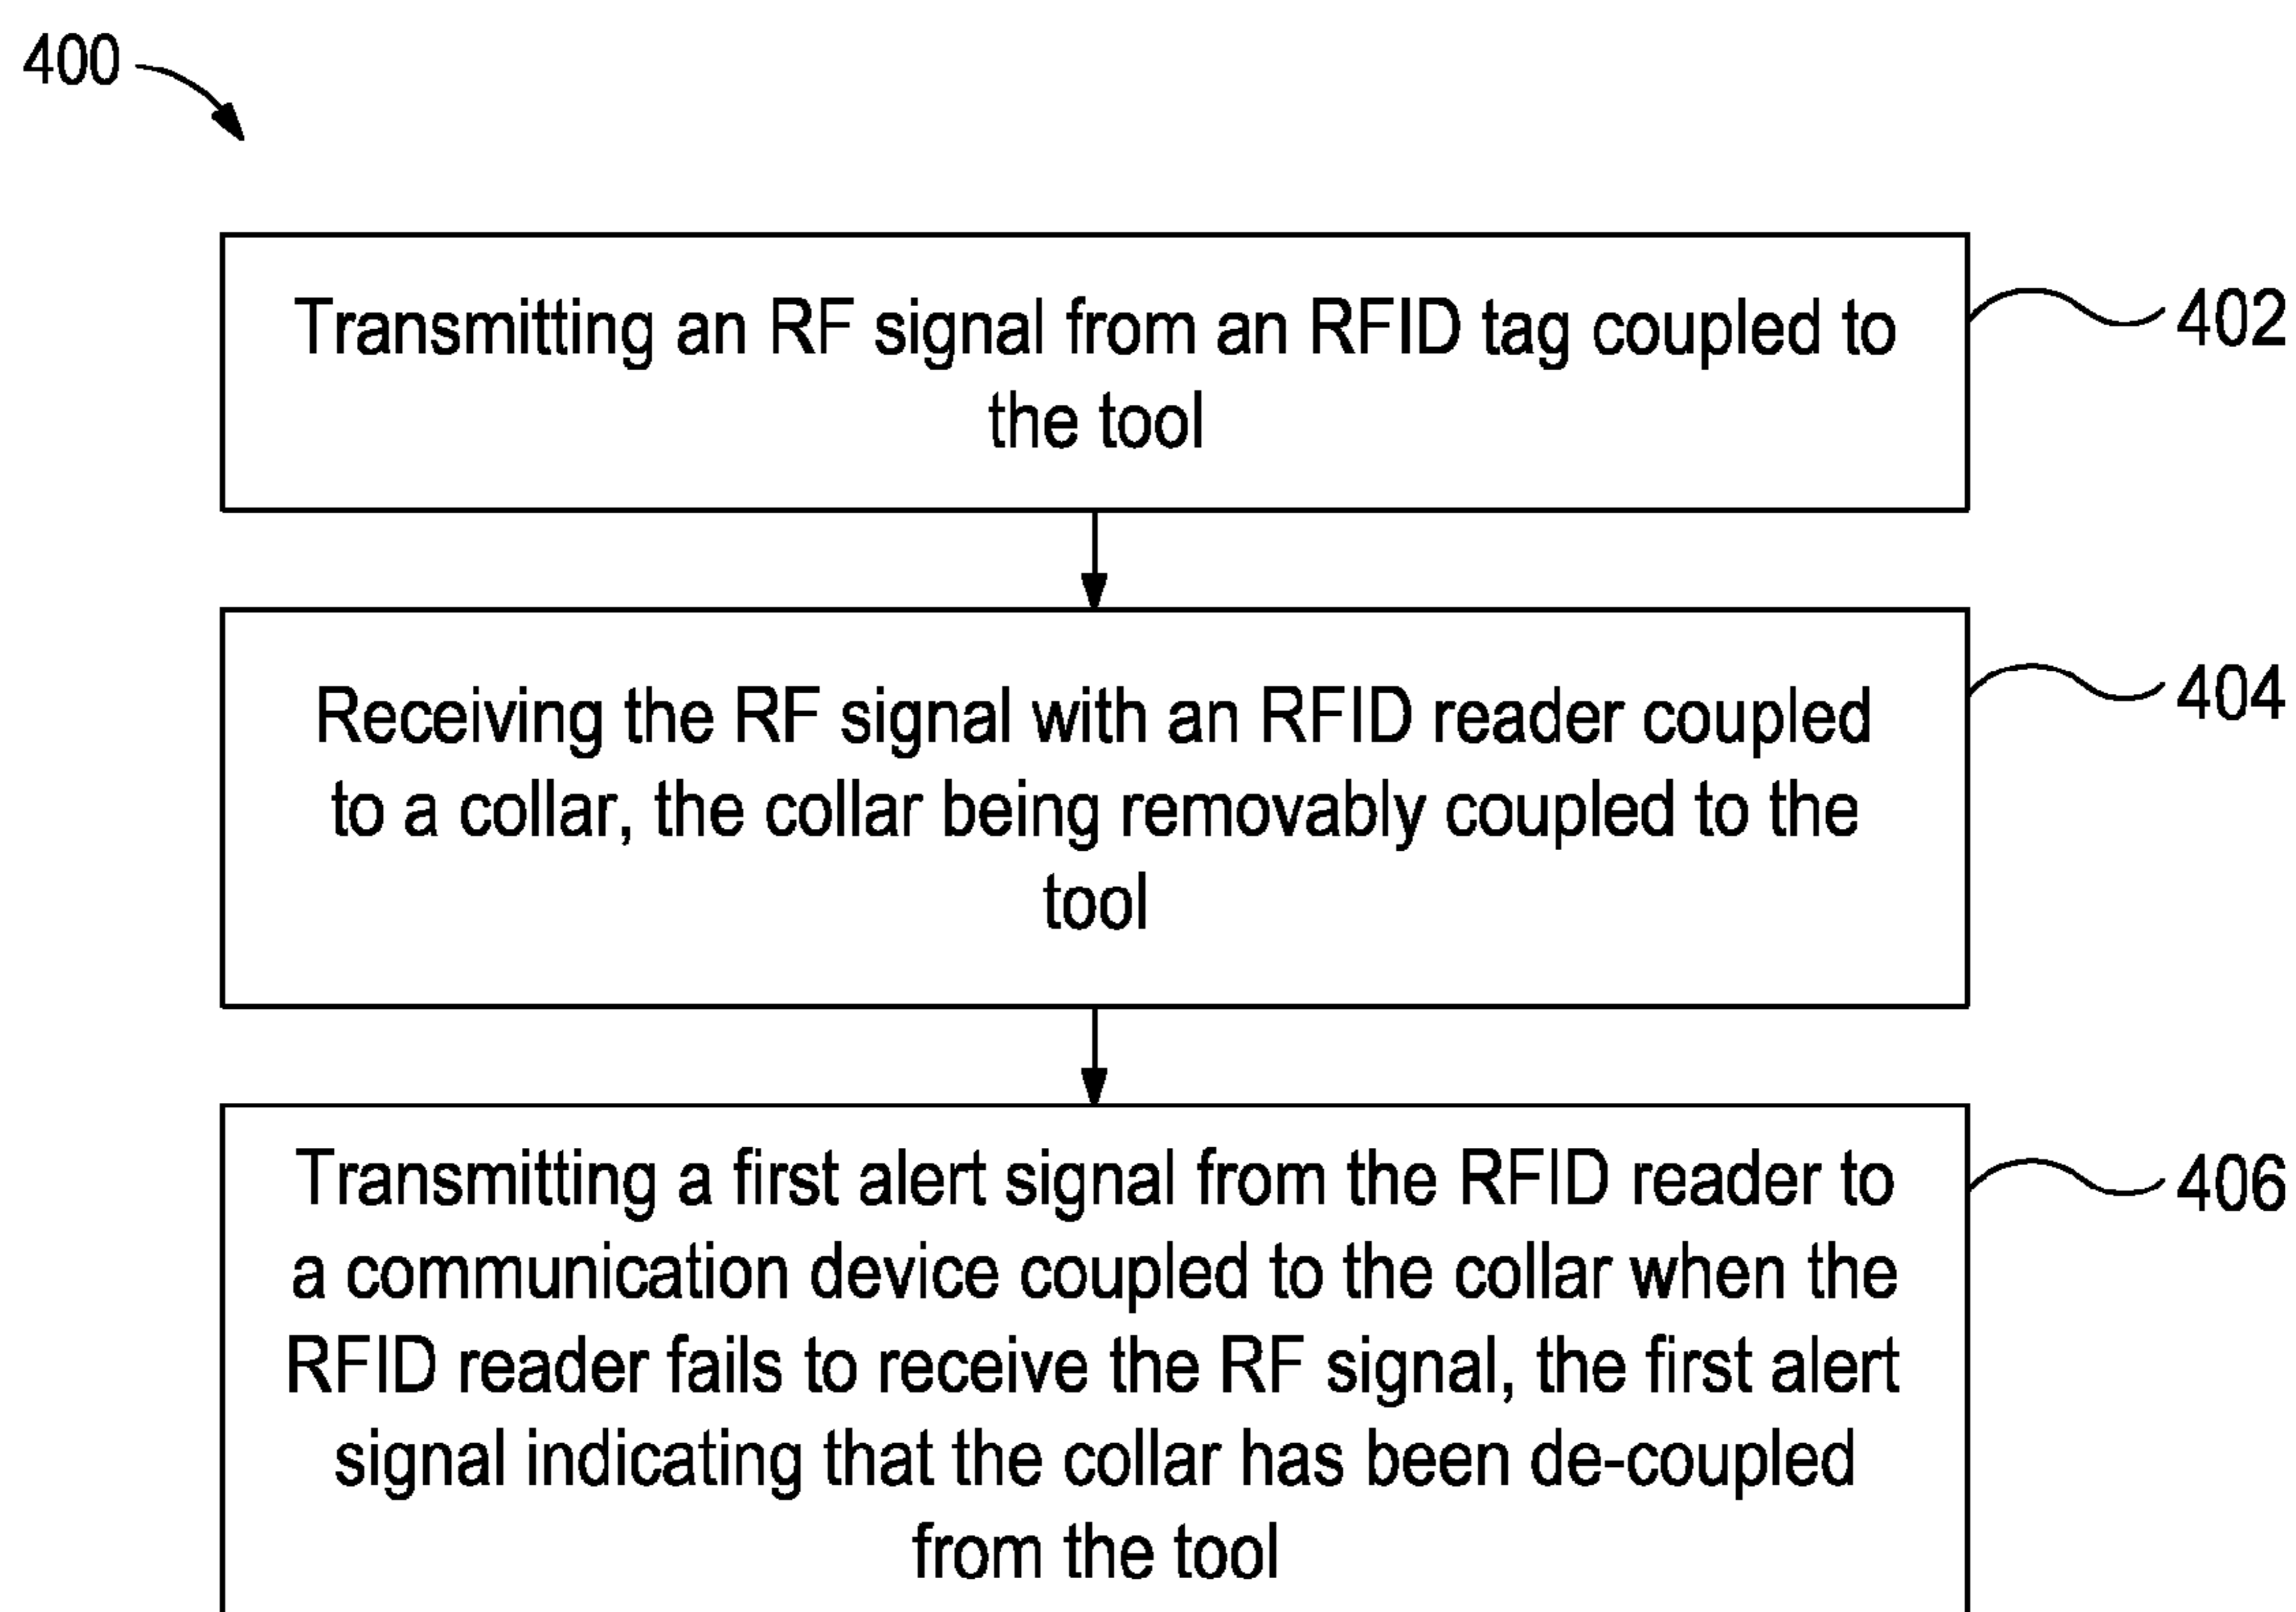 400
Transmitting an RF signal from an RFID tag coupled to
the tool
402
Receiving the RF signal with an RFID reader coupled
to a collar, the collar being removably coupled to the
tool
404
Transmitting a first alert signal from the RFID reader to
a communication device coupled to the collar when the
RFID reader fails to receive the RF signal, the first alert
signal indicating that the collar has been de-coupled
from the tool
406